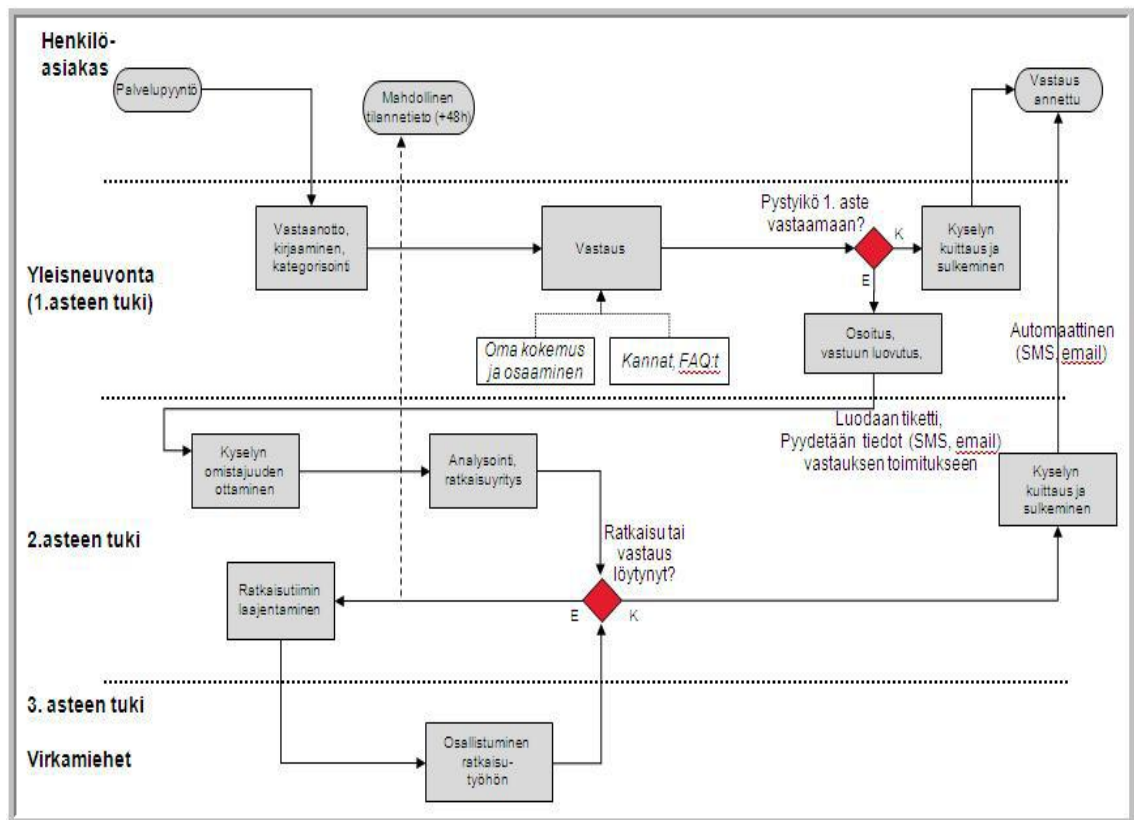 Henkilö-
asiakas
Palvelupyyntö
Mahdollinen
tilannetieto (+48h)
Vastaus
annettu
Yleisneuvonta
(1.asteen tuki)
Vastaanotto,
kirjaaminen,
kategorisointi
Vastaus
Pystyikö 1. aste
vastaamaan?
K
E
Kyselyn
kuittaus ja
sulkeminen
Oma kokemus
ja osaaminen
Kannat, FAQ:t
Osoitus,
vastuun luovutus,
Automaattinen
(SMS, email)
Luodaan tiketti,
Pyydetään tiedot (SMS, email)
vastauksen toimitukseen
2.asteen tuki
Kyselyn
omistajuuden
ottaminen
Analysointi,
ratkaisuyritys
Kyselyn
kuittaus ja
sulkeminen
Ratkaisu tai
vastaus
löytynyt?
E
K
Ratkaisutiimin
laajentaminen
3. asteen tuki
Virkamiehet
Osallistuminen
ratkaisu-
työhön